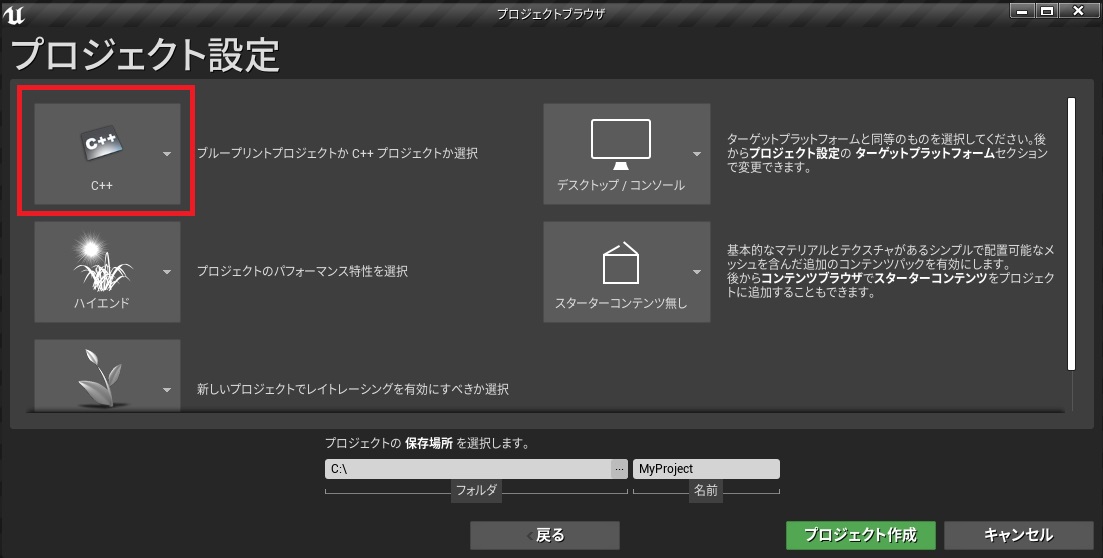 プロジェクトブラウザ
プロジェクト設定
C++
C++
ブループリントプロジェクトか C++ プロジェクトか選択
デスクトップ / コンソール
ターゲットプラットフォームと同等のものを選択してください。後
からプロジェクト設定の ターゲットプラットフォームセクション
で変更できます。
ハイエンド
プロジェクトのパフォーマンス特性を選択
スターターコンテンツ無し
基本的なマテリアルとテクスチャがあるシンプルで配置可能なメ
ッシュを含んだ追加のコンテンツパックを有効にします。
後からコンテンツブラウザでスターターコンテンツをプロジェク
トに追加することもできます。
新しいプロジェクトでレイトレーシングを有効にすべきか選択
プロジェクトの 保存場所 を選択します。
C:\
...
MyProject
フォルダ
名前
戻る
プロジェクト作成
キャンセル